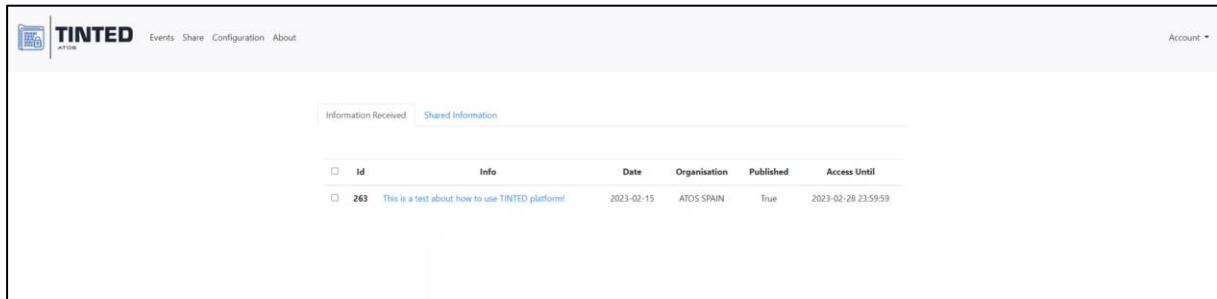 TINTED
ATOS
Events Share Configuration About
Account
Information Received Shared Information
Id Info Date Organisation Published Access Until
263 This is a test about how to use TINTED platform! 2023-02-15 ATOS SPAIN True 2023-02-28 23:59:59